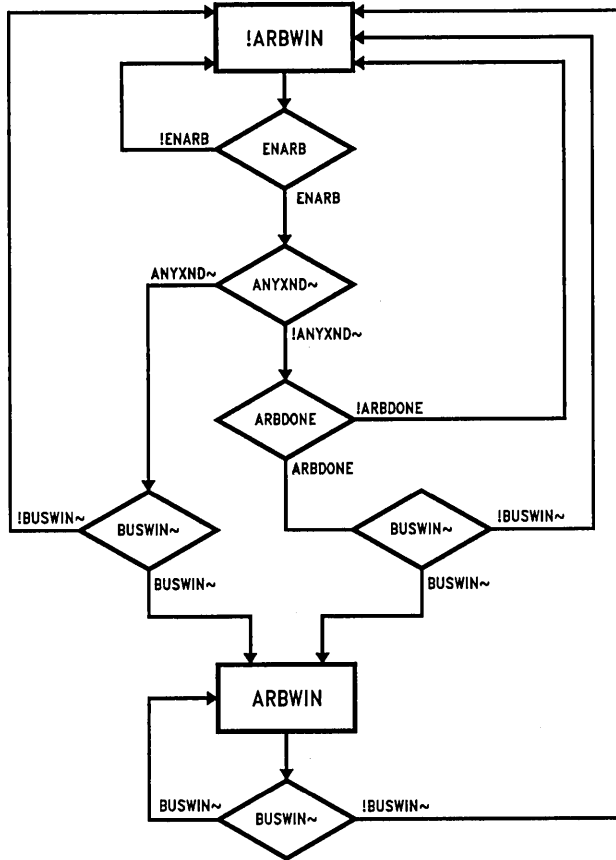 !ARBWIN
!ENARB
ENARB
ENARB
ANYXND~
ANYXND~
!ANYXND~
ARBDONE
!ARBDONE
ARBDONE
!BUSWIN~
BUSWIN~
BUSWIN~
!BUSWIN~
BUSWIN~
BUSWIN~
ARBWIN
BUSWIN~
BUSWIN~
!BUSWIN~